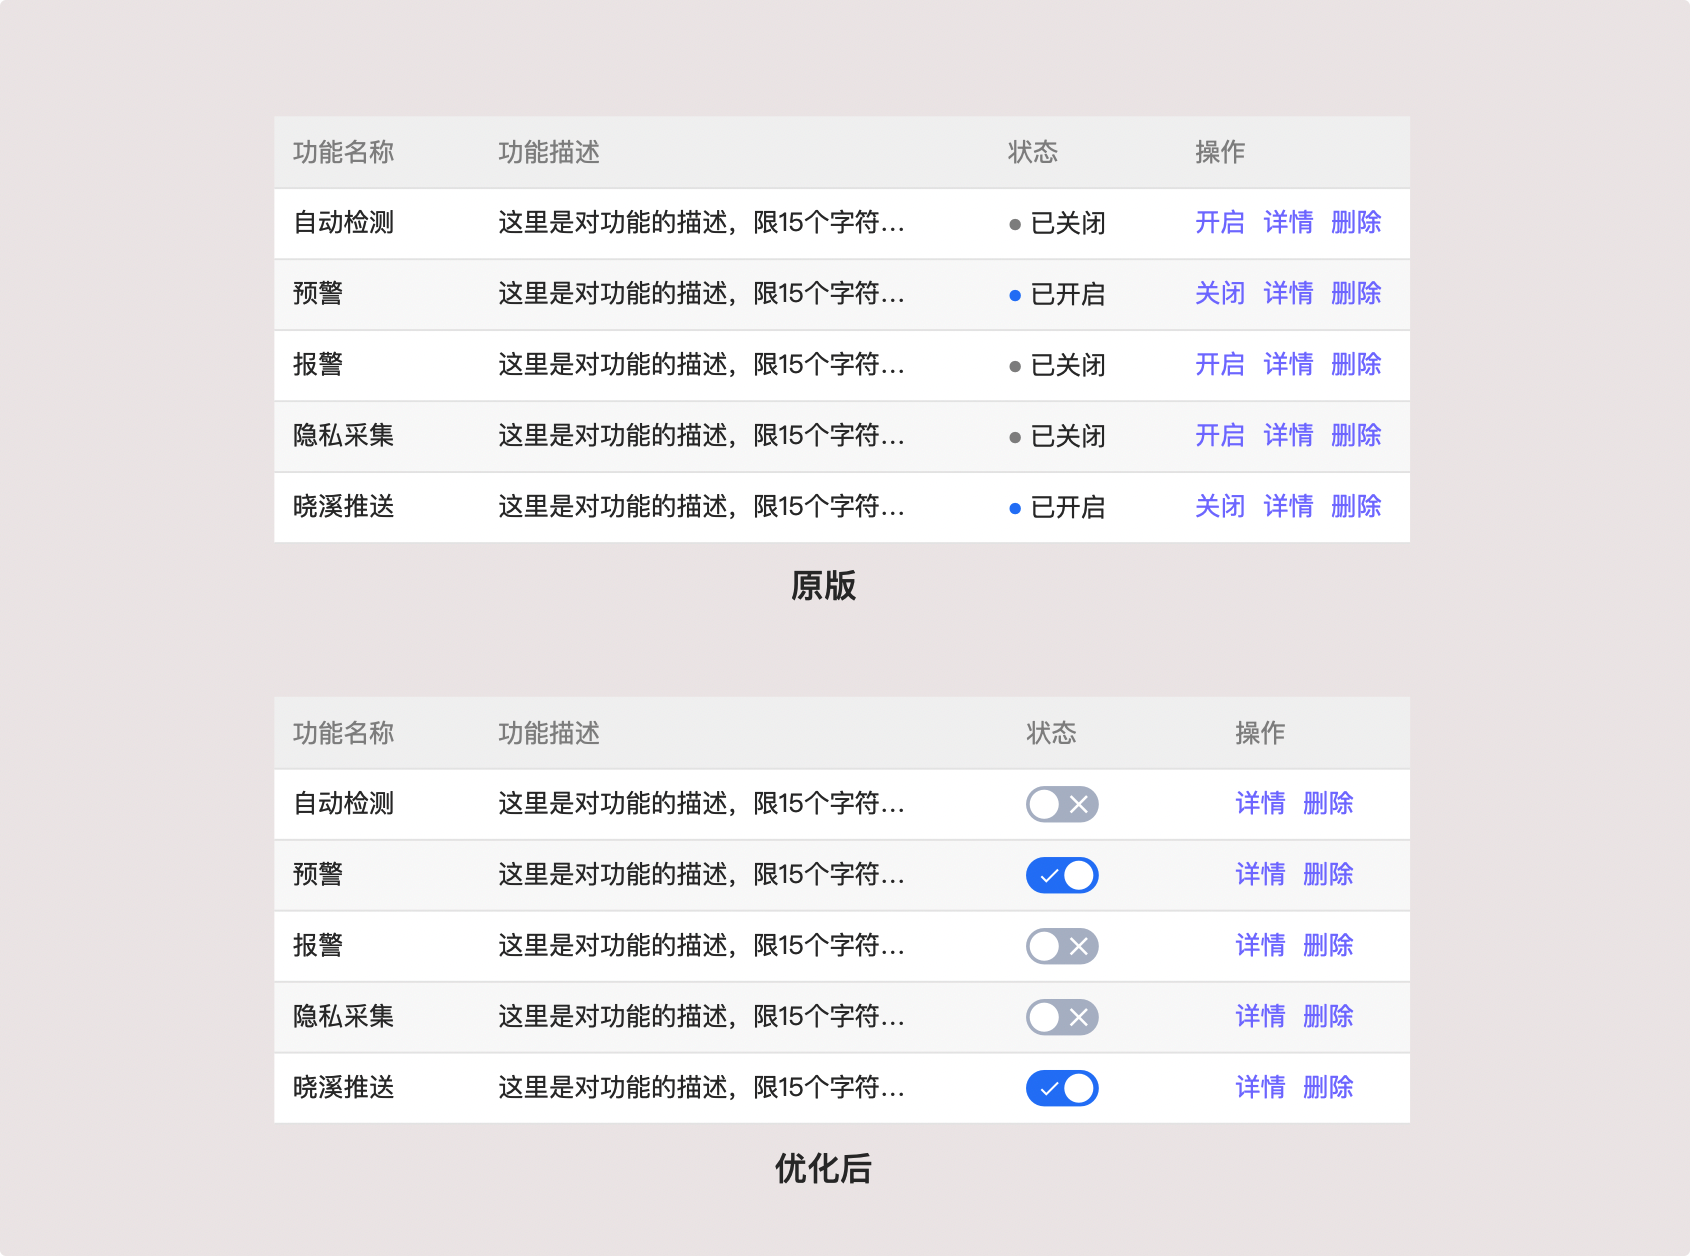 功能名称 功能描述 状态 操作
自动检测 这里是对功能的描述，限15个字符... 已关闭 开启 详情 删除
预警 这里是对功能的描述，限15个字符... 已开启 关闭 详情 删除
报警 这里是对功能的描述，限15个字符... 已关闭 开启 详情 删除
隐私采集 这里是对功能的描述，限15个字符... 已关闭 开启 详情 删除
晓溪推送 这里是对功能的描述，限15个字符... 已开启 关闭 详情 删除
原版
功能名称 功能描述 状态 操作
自动检测 这里是对功能的描述，限15个字符... 详情 删除
预警 这里是对功能的描述，限15个字符... 详情 删除
报警 这里是对功能的描述，限15个字符... 详情 删除
隐私采集 这里是对功能的描述，限15个字符... 详情 删除
晓溪推送 这里是对功能的描述，限15个字符... 详情 删除
优化后